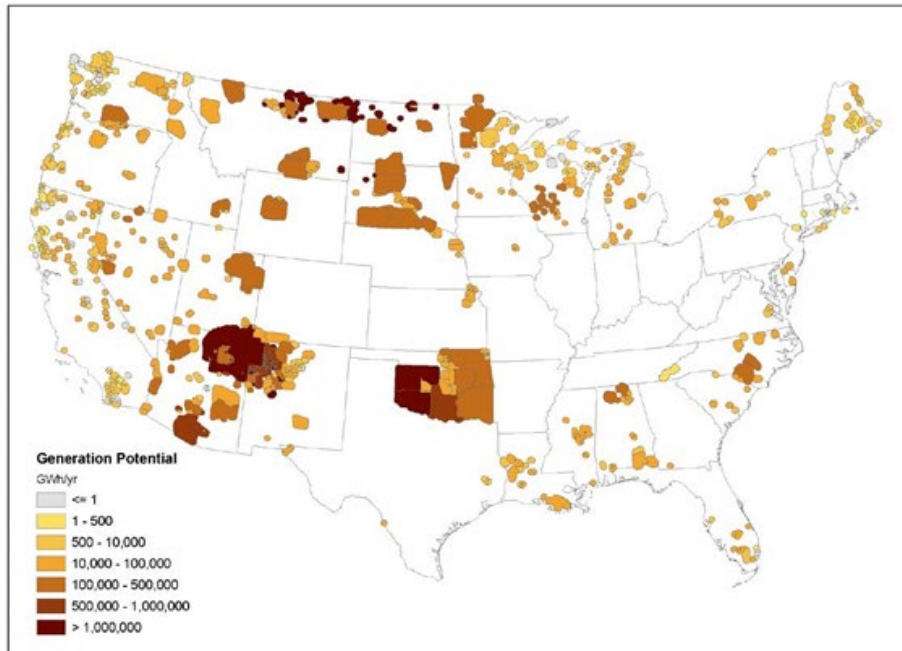 Generation Potential
GWh/yr
<= 1
1 - 500
500 - 10,000
10,000 - 100,000
100,000 - 500,000
500,000 - 1,000,000
> 1,000,000